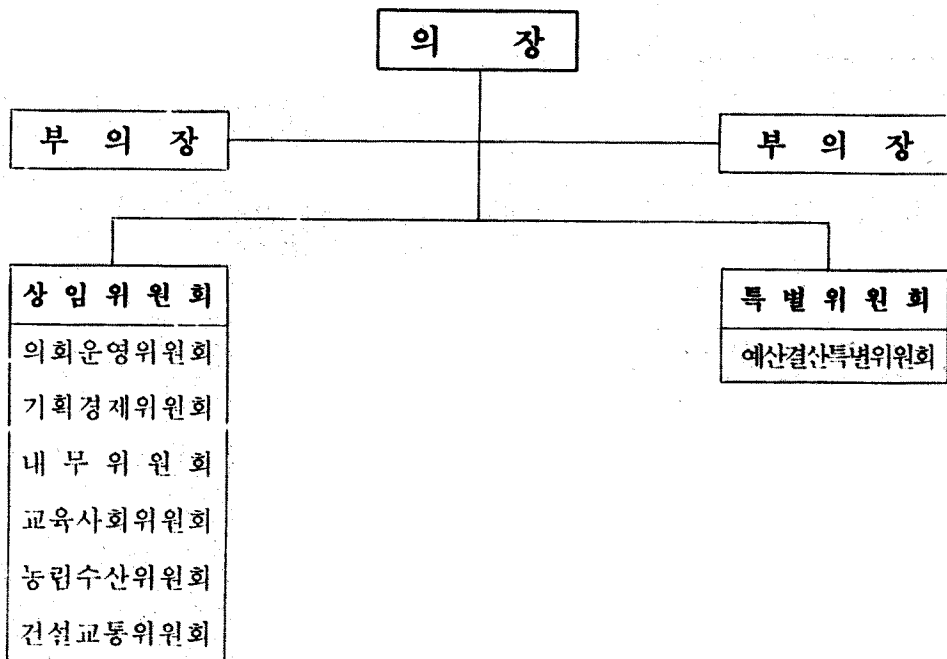 의 장
부 의 장
부 의 장
상 임 위 원 회
의회운영위원회
기획경제위원회
내 무 위 원 회
교육사회위원회
농림수산위원회
건설교통위원회
특 별 위 원 회
예산결산특별위원회